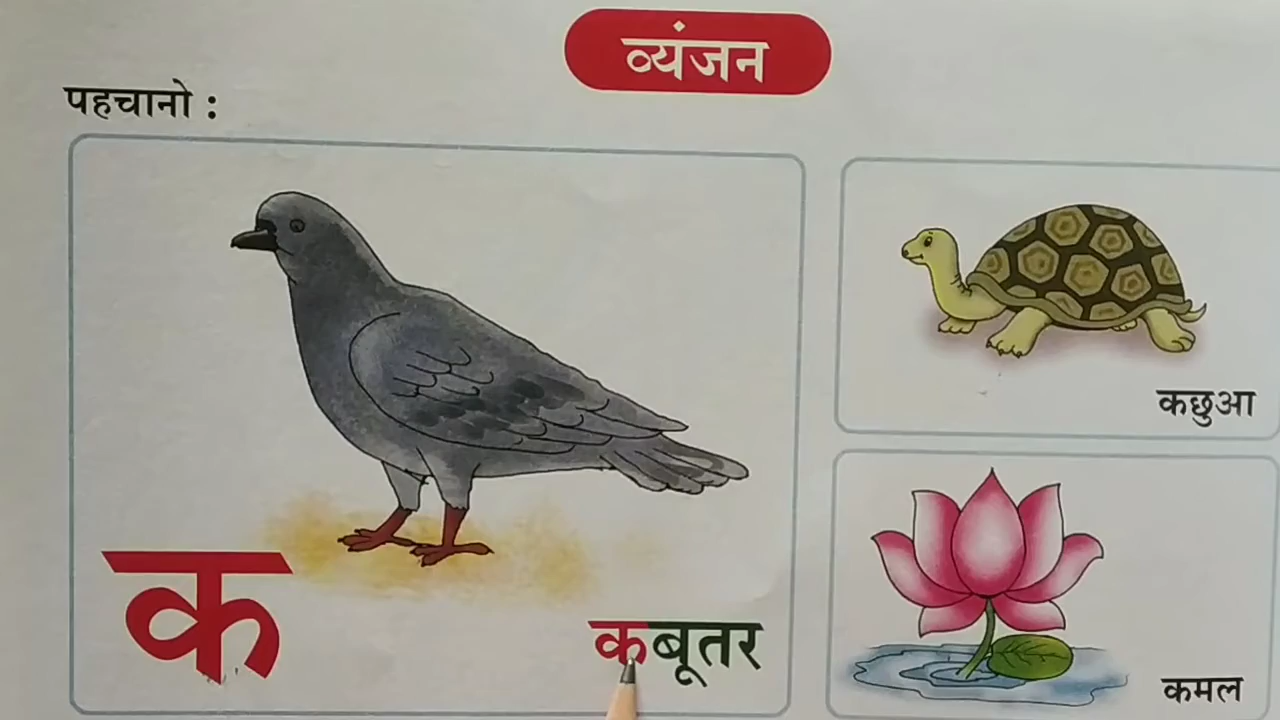 व्यंजन
पहचानो :
क
कबूतर
कछुआ
कमल